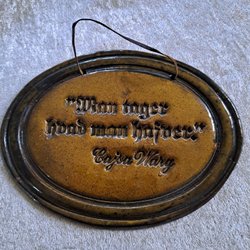 "Man tager
hvad man hafver."
Cajsa Warg